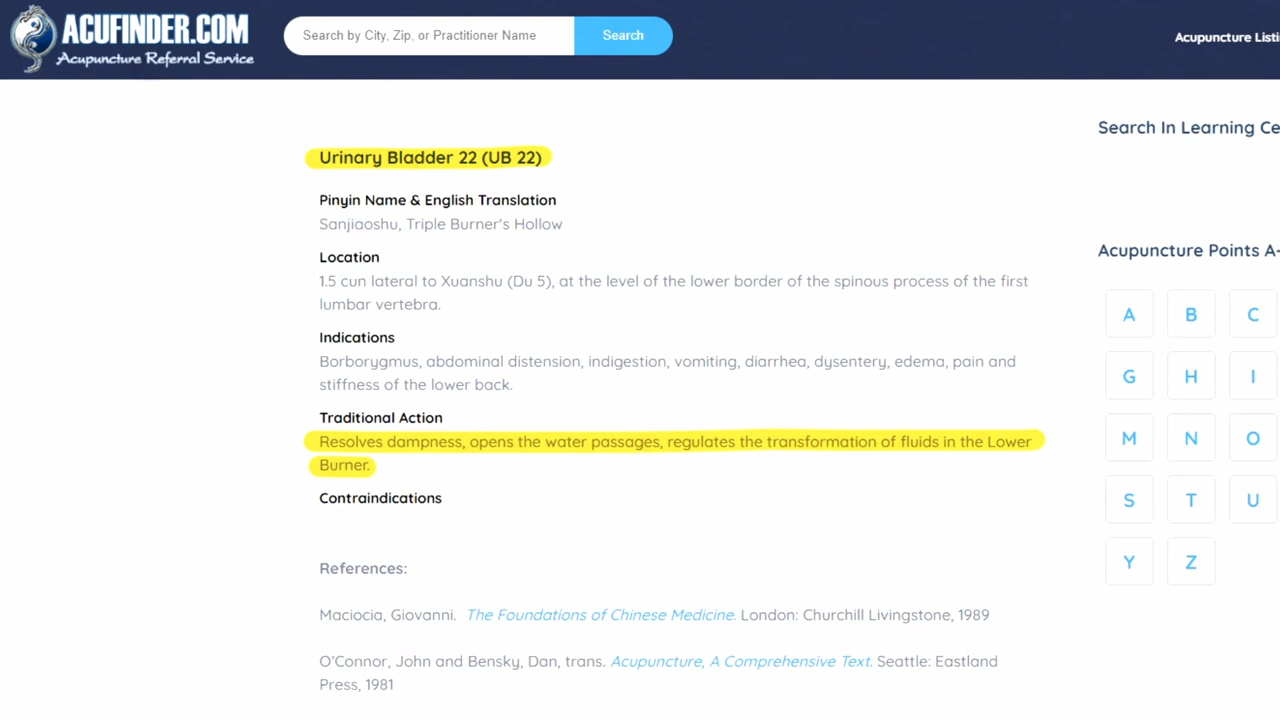 ACUFINDER.COM
Acupuncture Referral Service
Search by City, Zip, or Practitioner Name
Search
Acupuncture Listi
Search In Learning Ce
Urinary Bladder 22 (UB 22)
Pinyin Name & English Translation
Sanjiaoshu, Triple Burner's Hollow
Location
1.5 cun lateral to Xuanshu (Du 5), at the level of the lower border of the spinous process of the first
lumbar vertebra.
Indications
Borborygmus, abdominal distension, indigestion, vomiting, diarrhea, dysentery, edema, pain and
stiffness of the lower back.
Traditional Action
Resolves dampness, opens the water passages, regulates the transformation of fluids in the Lower
Burner.
Contraindications
References:
Maciocia, Giovanni. The Foundations of Chinese Medicine. London: Churchill Livingstone, 1989
O'Connor, John and Bensky, Dan, trans. Acupuncture, A Comprehensive Text. Seattle: Eastland
Press, 1981
Acupuncture Points A-
A B C
G H I
M N O
S T U
Y Z